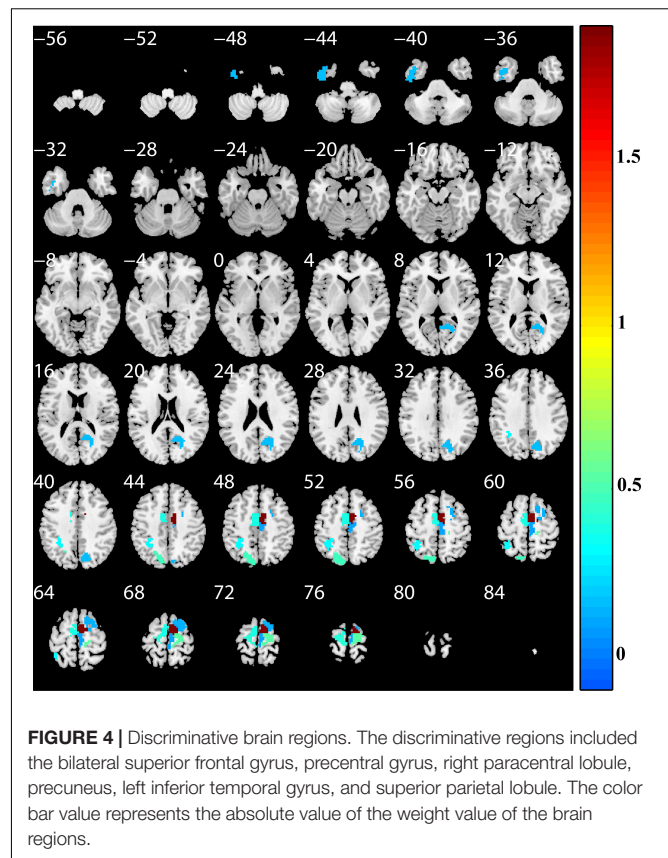 −56 −52 −48 −44 −40 −36
−32 −28 −24 −20 −16 −12
−8 −4 0 4 8 12
16 20 24 28 32 36
40 44 48 52 56 60
64 68 72 76 80 84
1.5
1
0.5
0
FIGURE 4 | Discriminative brain regions. The discriminative regions included
the bilateral superior frontal gyrus, precentral gyrus, right paracentral lobule,
precuneus, left inferior temporal gyrus, and superior parietal lobule. The color
bar value represents the absolute value of the weight value of the brain
regions.